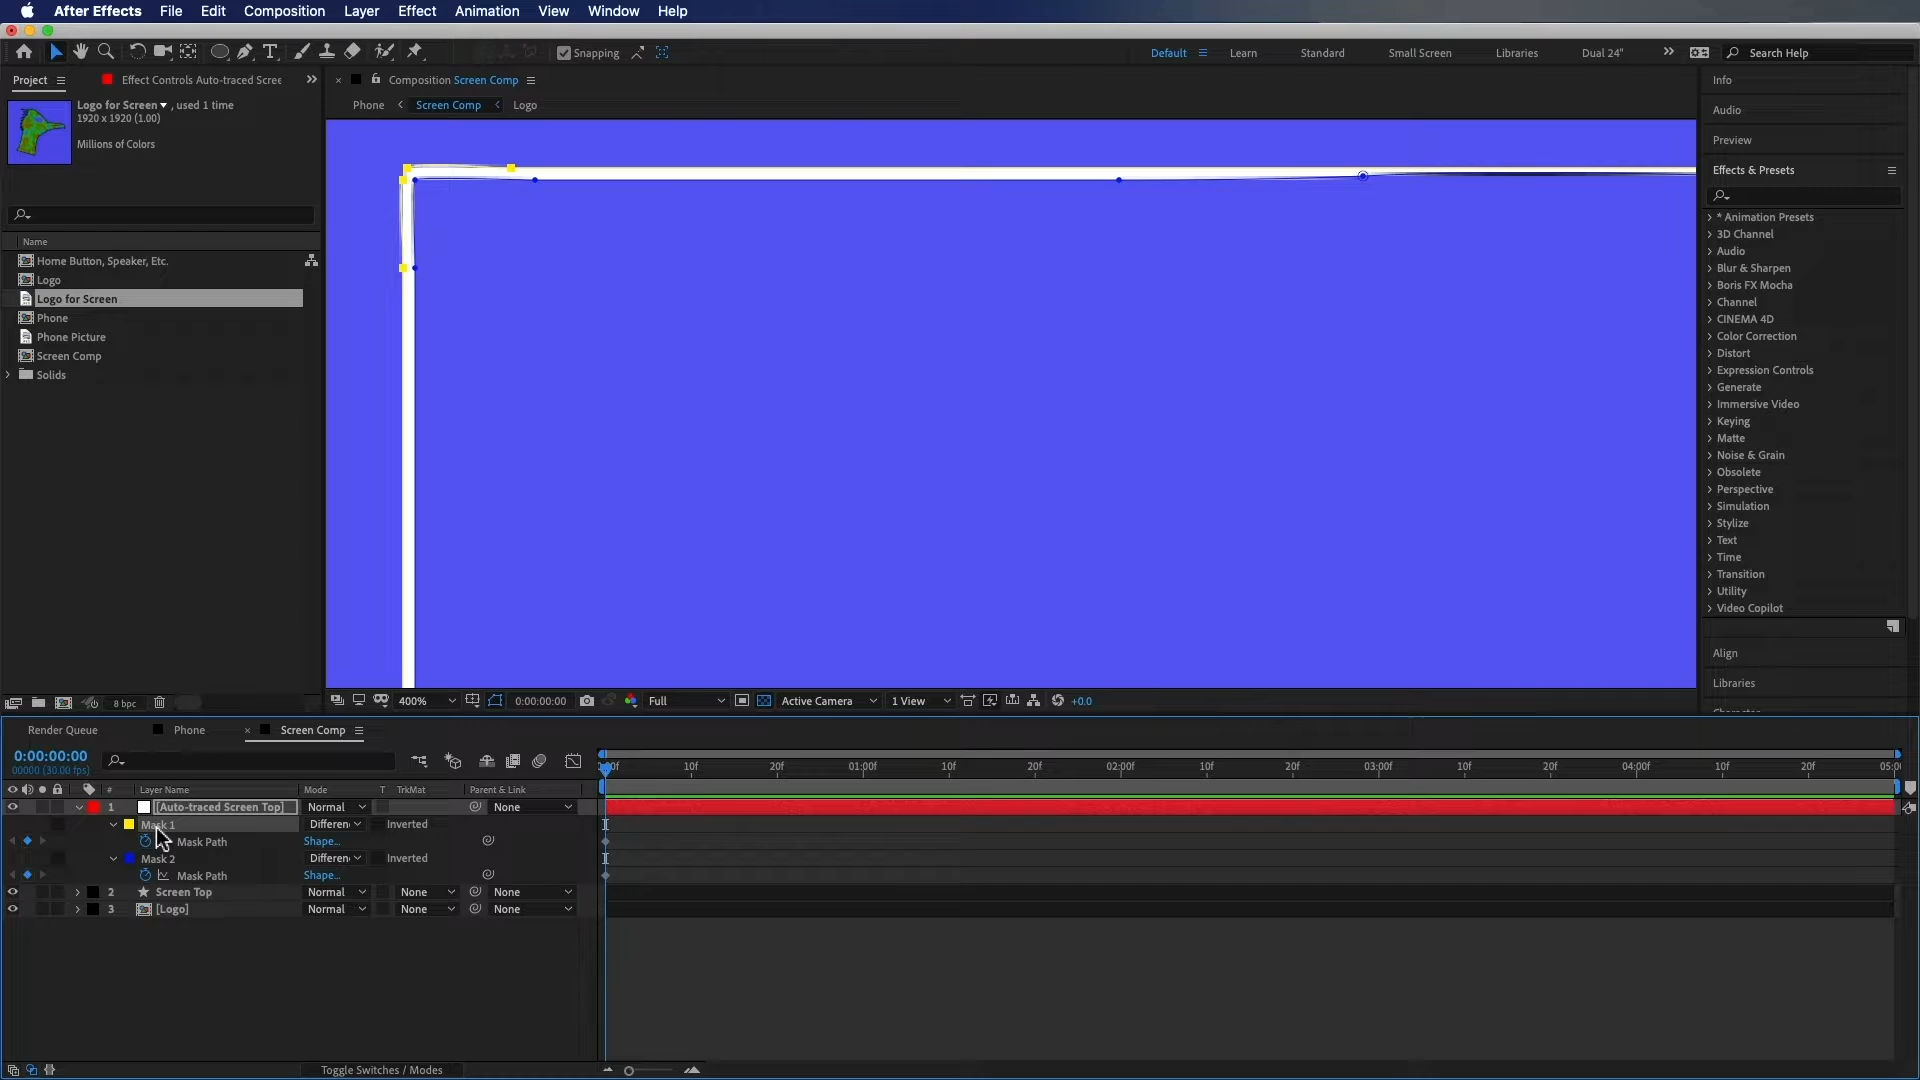 After Effects File Edit Composition Layer Effect Animation View Window Help
Snapping
Default Learn Standard Small Screen Libraries Dual 24" Search Help
Project Effect Controls Auto-traced Scree
Logo for Screen , used 1 time
1920 x 1920 (1.00)
Millions of Colors
Name
Home Button, Speaker, Etc.
Logo
Logo for Screen
Phone
Phone Picture
Screen Comp
Solids
8 bpc
Composition Screen Comp
Phone Screen Comp Logo
400% 0:00:00:00 Full Active Camera 1 View +0.0
Info
Audio
Preview
Effects & Presets
* Animation Presets
3D Channel
Audio
Blur & Sharpen
Boris FX Mocha
Channel
CINEMA 4D
Color Correction
Distort
Expression Controls
Generate
Immersive Video
Keying
Matte
Noise & Grain
Obsolete
Perspective
Simulation
Stylize
Text
Time
Transition
Utility
Video Copilot
Align
Libraries
Render Queue Phone Screen Comp
0:00:00:00
00000 (30.00 fps)
10f 20f 01:00f 10f 20f 02:00f 10f 20f 03:00f 10f 20f 04:00f 10f 20f
# Layer Name Mode T TrkMat Parent & Link
1 [Auto-traced Screen Top] Normal None
Mask 1 Differen Inverted
Mask Path Shape...
Mask 2 Differen Inverted
Mask Path Shape...
2 Screen Top Normal None None
3 [Logo] Normal None None
Toggle Switches / Modes